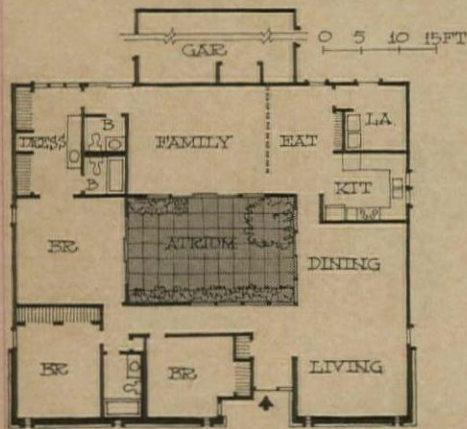 GAR
0 5 10 15FT
DRESS
B
FAMILY
EAT
LA.
B
KIT
BR
ATRIUM
DINING
BR
BR
LIVING